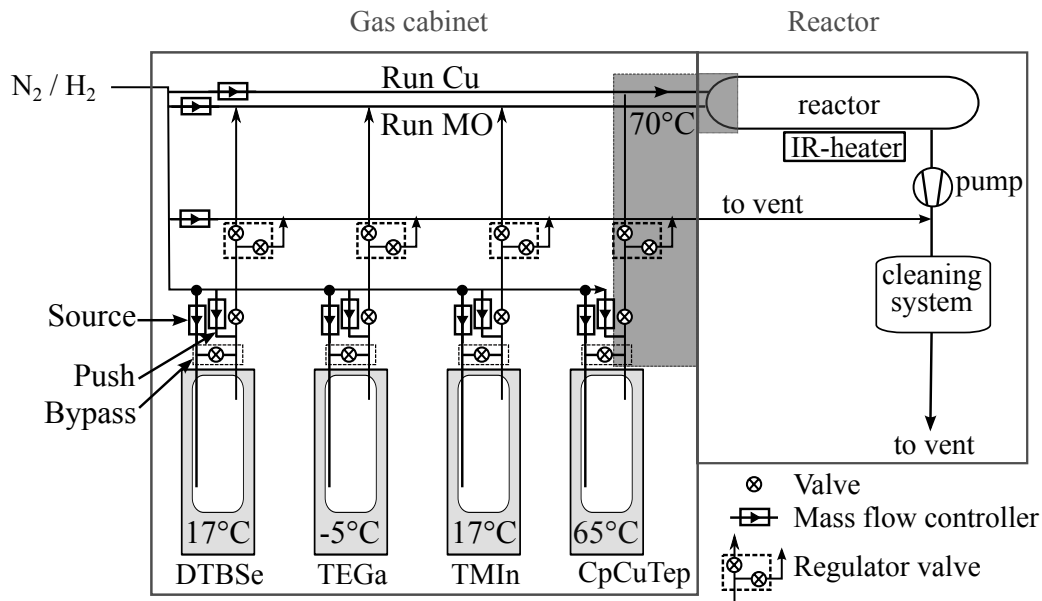 Gas cabinet
Reactor
N₂ / H₂
Run Cu
Run MO
70°C
reactor
IR-heater
pump
to vent
cleaning
system
Source
Push
Bypass
to vent
17°C
-5°C
17°C
65°C
DTBSe
TEGa
TMIn
CpCuTep
Valve
Mass flow controller
Regulator valve